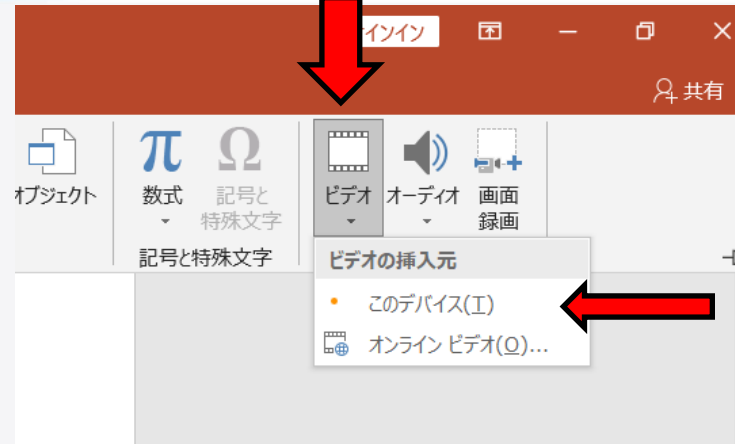 インイン
共有
オブジェクト
数式
記号と
特殊文字
ビデオ
オーディオ
画面
録画
記号と特殊文字
ビデオの挿入元
このデバイス(T)
オンライン ビデオ(O)...